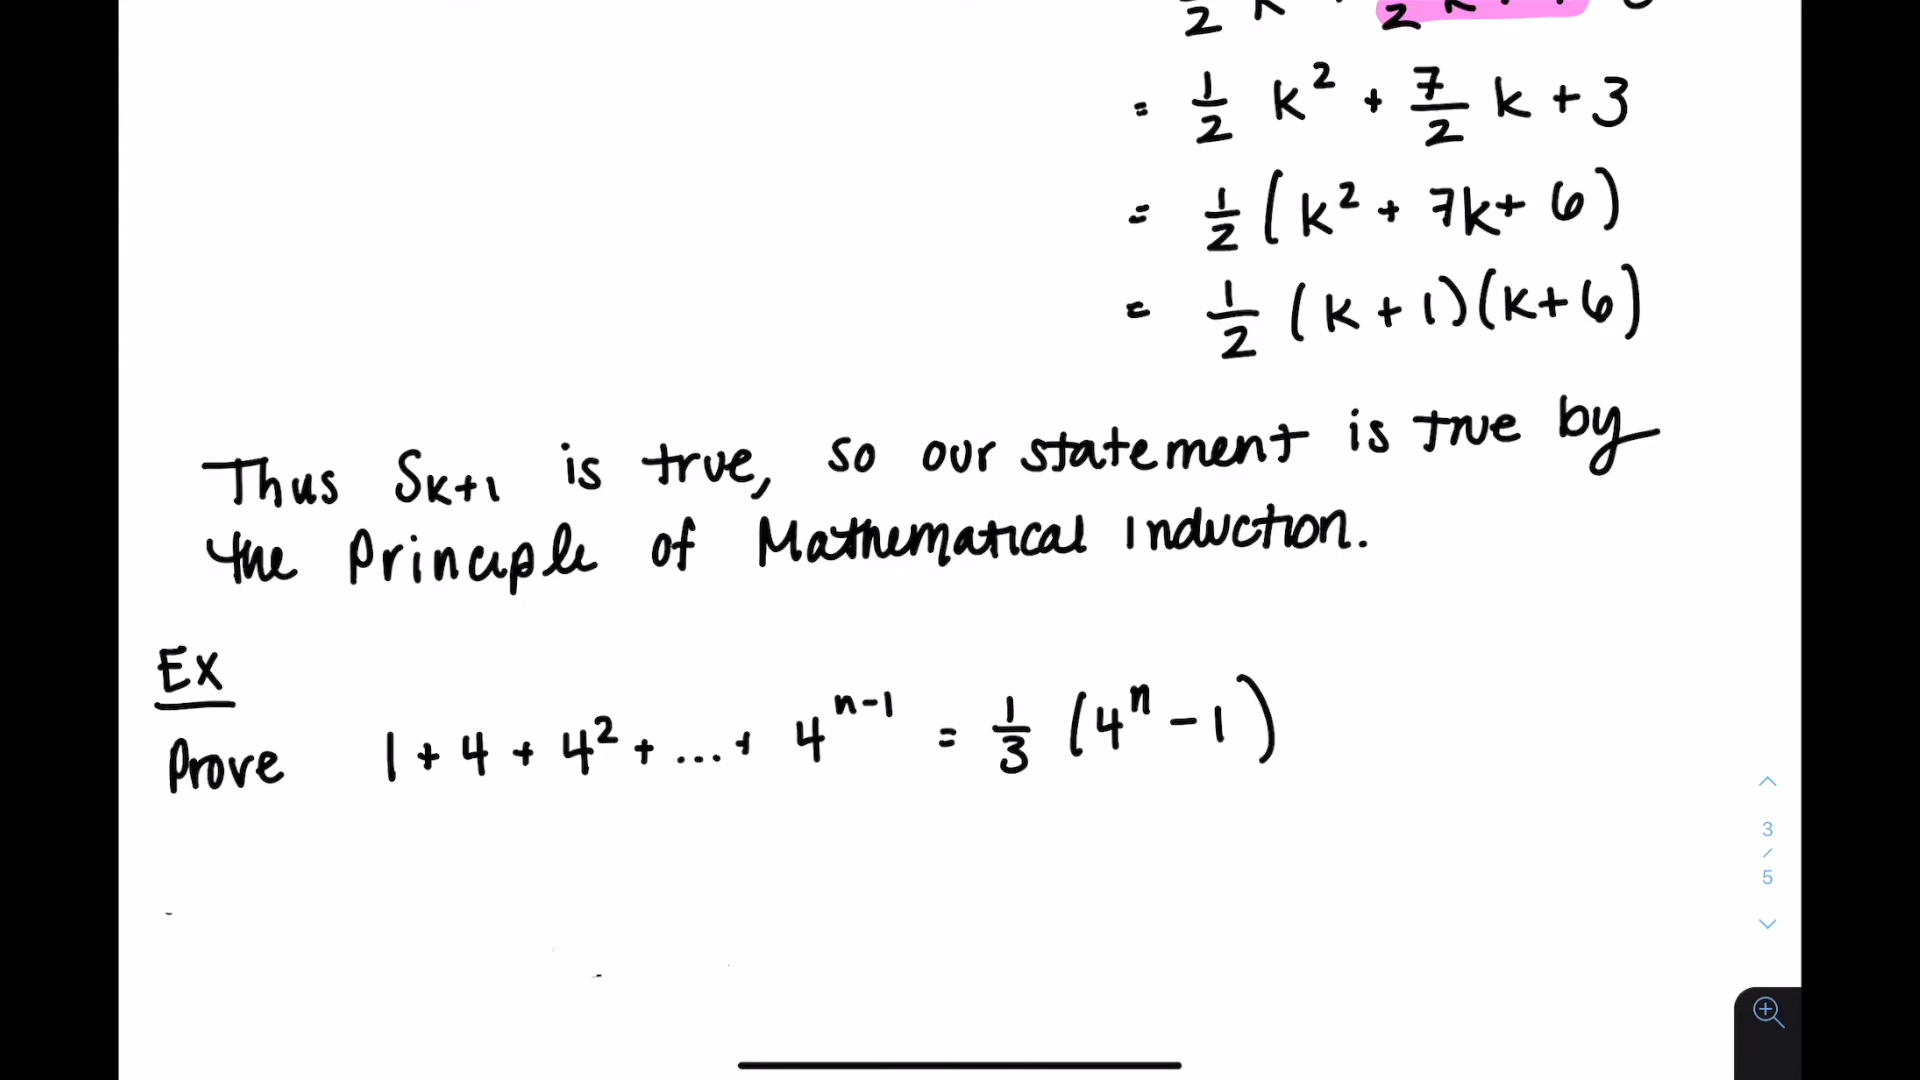 = 1/2 k² + 7/2 k + 3
= 1/2 (k² + 7k + 6)
= 1/2 (k + 1)(k + 6)
Thus Sₖ₊₁ is true, so our statement is true by
the Principle of Mathematical Induction.
Ex
Prove 1 + 4 + 4² + ... + 4ⁿ⁻¹ = 1/3 (4ⁿ - 1)
3
/
5